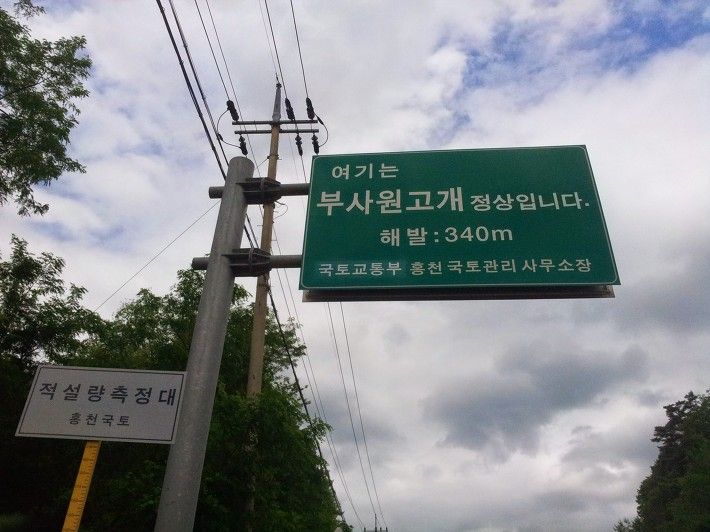 여기는
부사원고개 정상입니다.
해발 : 340m
국토교통부 홍천국토관리사무소장
적설량측정대
홍천국토